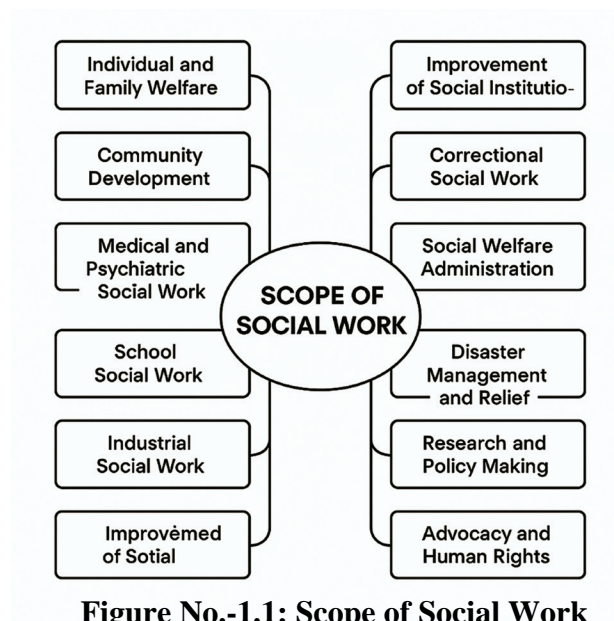 Individual and
Family Welfare
Community
Development
Medical and
Psychiatric
Social Work
School
Social Work
Industrial
Social Work
Improvėmed
of Sotial
SCOPE OF
SOCIAL WORK
Improvement
of Social Institutio-
Correctional
Social Work
Social Welfare
Administration
Disaster
Management
and Relief
Research and
Policy Making
Advocacy and
Human Rights
Figure No.-1.1: Scope of Social Work